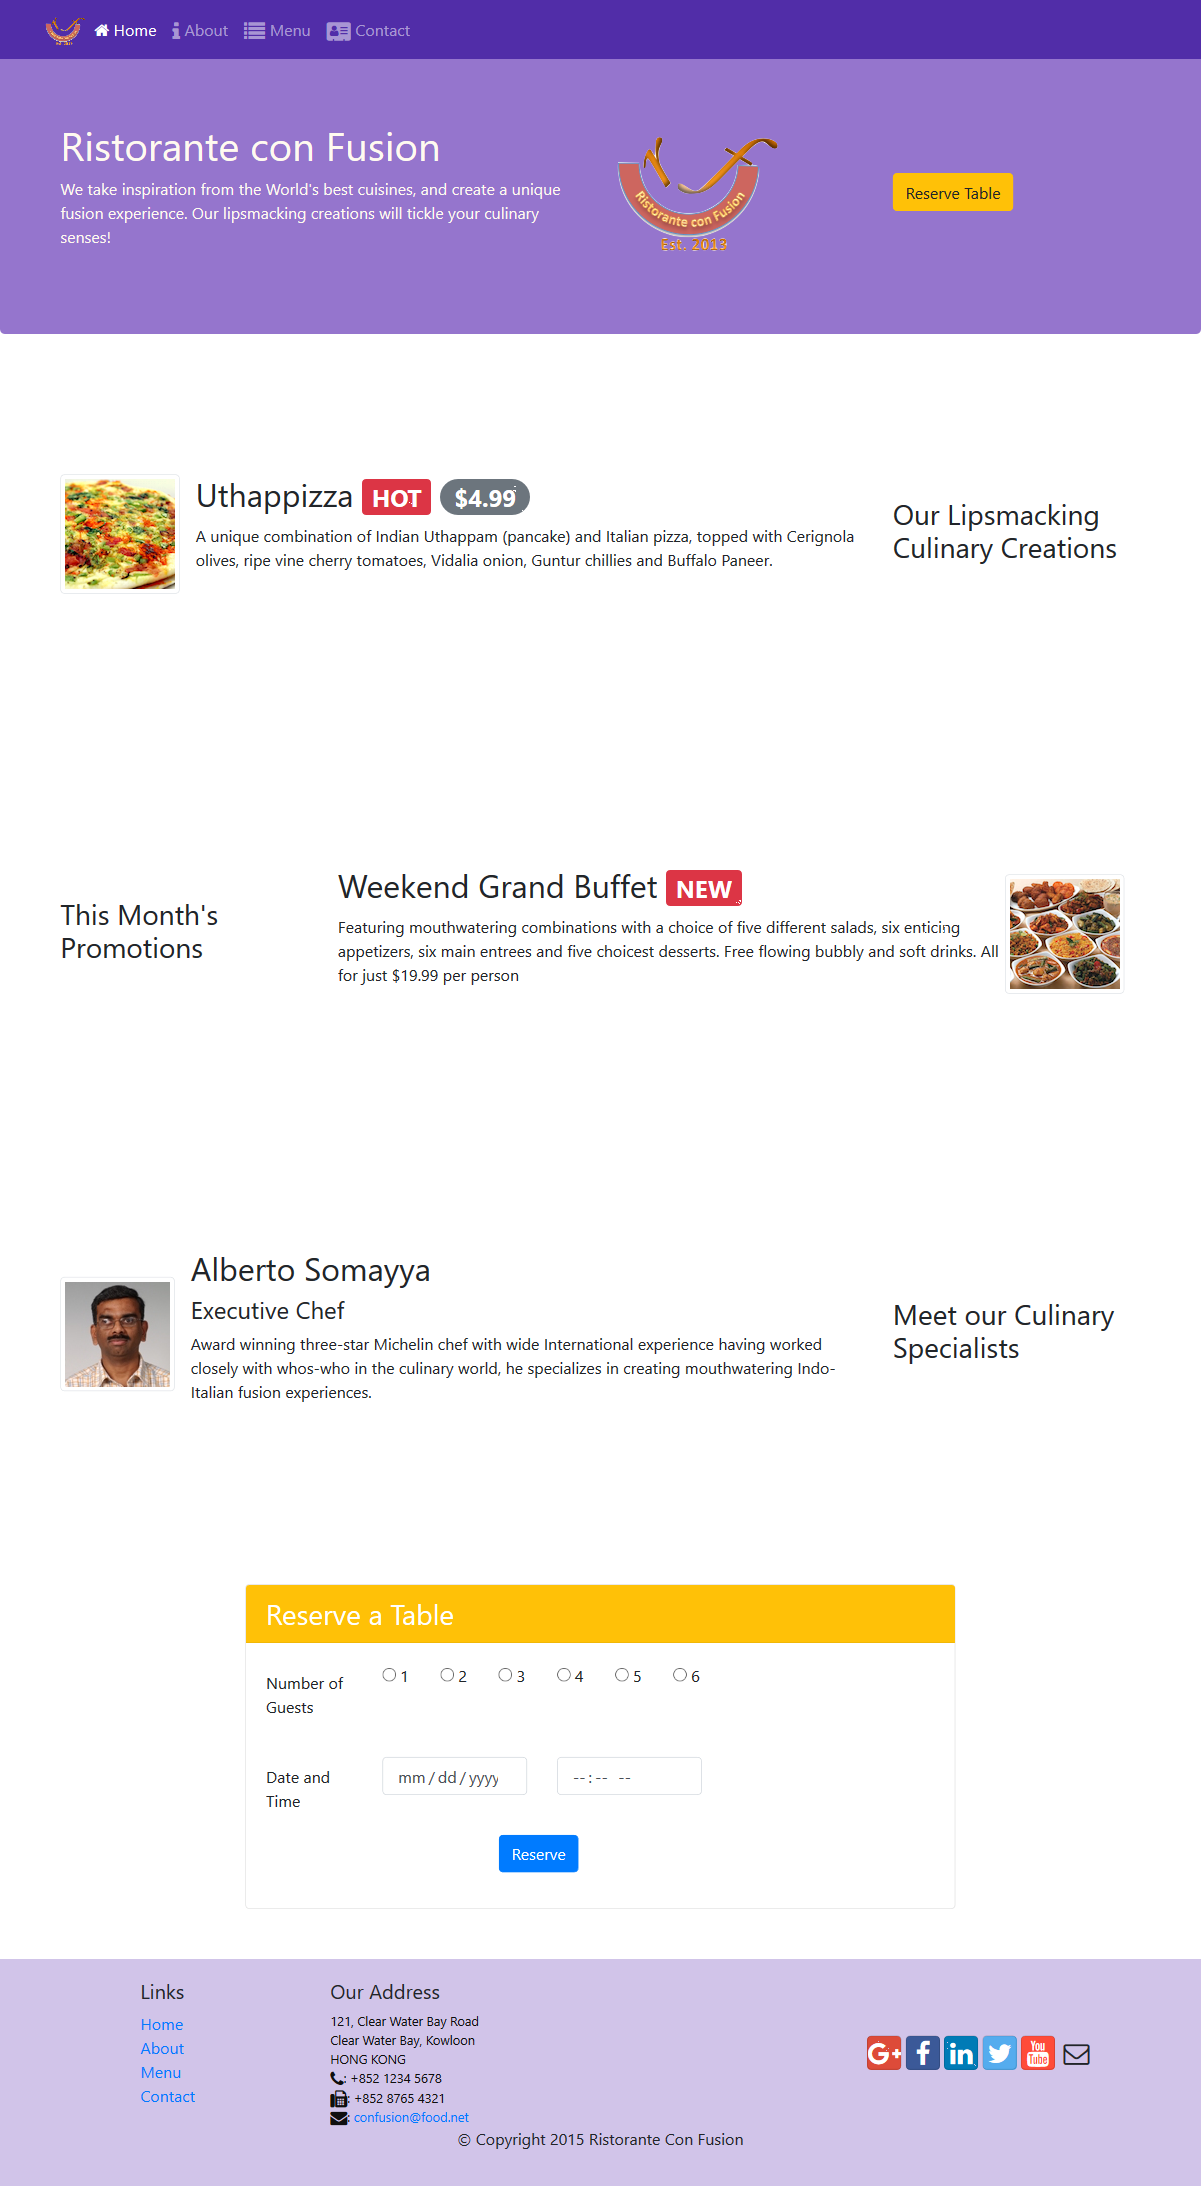 Home About Menu Contact
Ristorante con Fusion
We take inspiration from the World's best cuisines, and create a unique
fusion experience. Our lipsmacking creations will tickle your culinary
senses!
Ristorante con Fusion
Est. 2013
Reserve Table
Uthappizza HOT $4.99
A unique combination of Indian Uthappam (pancake) and Italian pizza, topped with Cerignola
olives, ripe vine cherry tomatoes, Vidalia onion, Guntur chillies and Buffalo Paneer.
Our Lipsmacking
Culinary Creations
This Month's
Promotions
Weekend Grand Buffet NEW
Featuring mouthwatering combinations with a choice of five different salads, six enticing
appetizers, six main entrees and five choicest desserts. Free flowing bubbly and soft drinks. All
for just $19.99 per person
Alberto Somayya
Executive Chef
Award winning three-star Michelin chef with wide International experience having worked
closely with whos-who in the culinary world, he specializes in creating mouthwatering Indo-
Italian fusion experiences.
Meet our Culinary
Specialists
Reserve a Table
Number of
Guests
1 2 3 4 5 6
Date and
Time
mm/dd/yyyy
--:-- --
Reserve
Links
Home
About
Menu
Contact
Our Address
121, Clear Water Bay Road
Clear Water Bay, Kowloon
HONG KONG
: +852 1234 5678
: +852 8765 4321
: confusion@food.net
G+ f in You Tube
© Copyright 2015 Ristorante Con Fusion